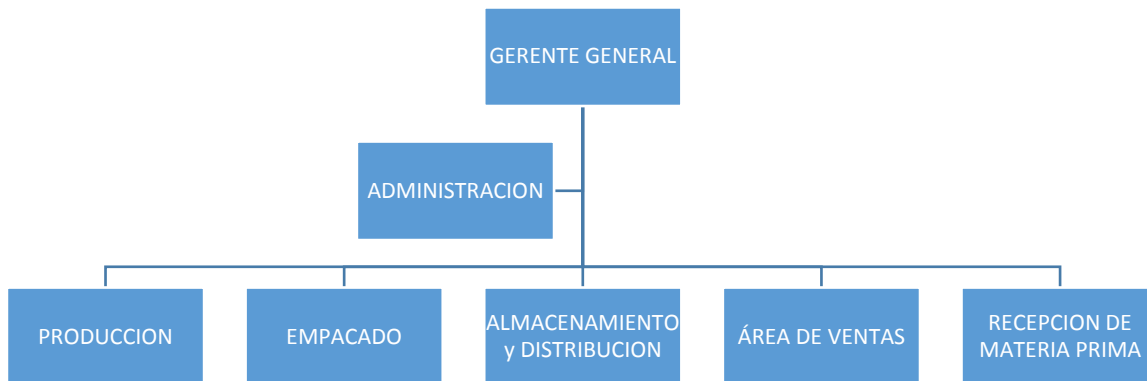 GERENTE GENERAL
ADMINISTRACION
PRODUCCION
EMPACADO
ALMACENAMIENTO
y DISTRIBUCION
ÁREA DE VENTAS
RECEPCION DE
MATERIA PRIMA